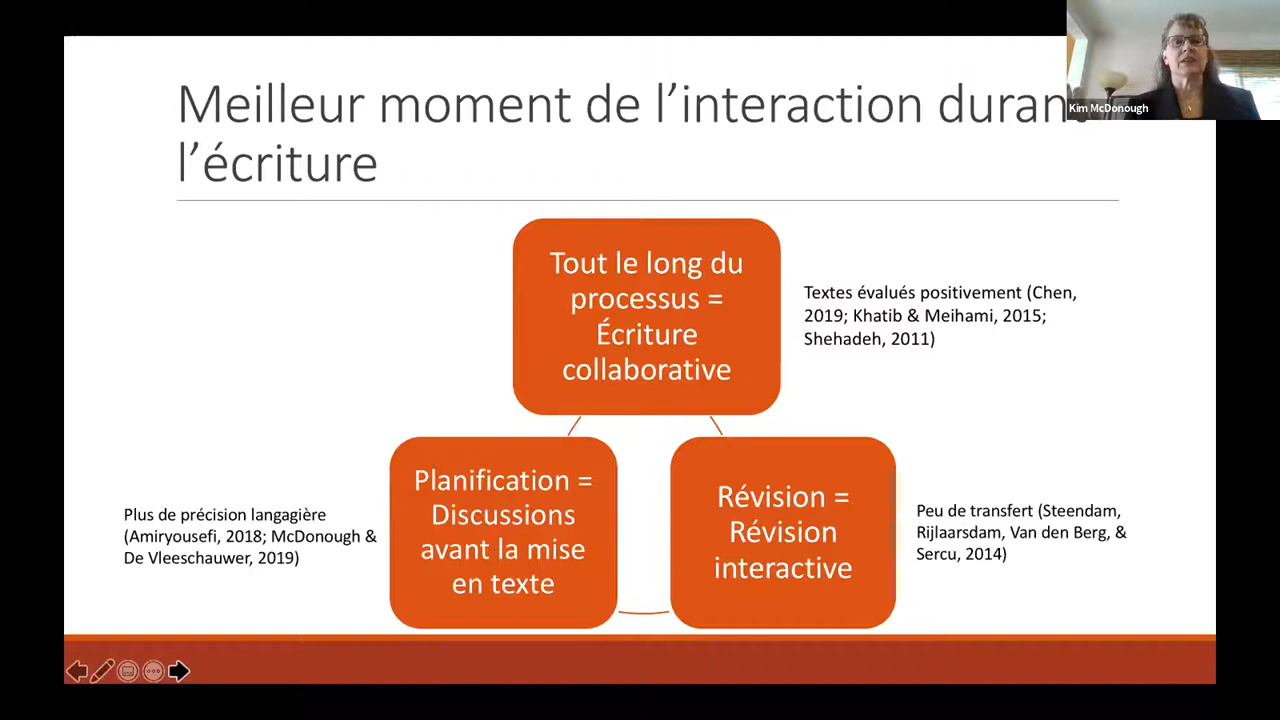 Meilleur moment de l’interaction durant
l’écriture
Kim McDonough
Tout le long du
processus =
Écriture
collaborative
Textes évalués positivement (Chen,
2019; Khatib & Meihami, 2015;
Shehadeh, 2011)
Planification =
Discussions
avant la mise
en texte
Plus de précision langagière
(Amiryousefi, 2018; McDonough &
De Vleeschauwer, 2019)
Révision =
Révision
interactive
Peu de transfert (Steendam,
Rijlaarsdam, Van den Berg, &
Sercu, 2014)